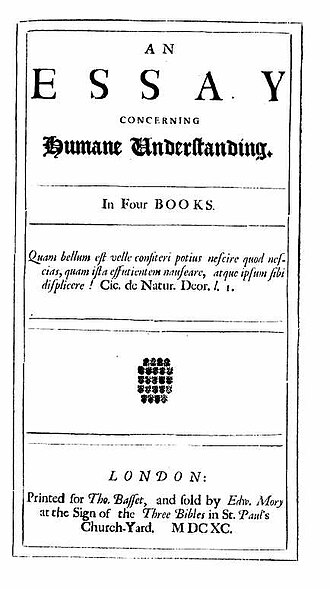 AN
ESSAY
CONCERNING
Humane Understanding.
In Four BOOKS.
Quam bellum eſt velle confiteri potius neſcire quod neſ-
cias, quam iſta effutientem nauſeare, atque ipſum ſibi
diſplicere ! Cic. de Natur. Deor. l. 1.
LONDON:
Printed for Tho. Baſſet, and ſold by Edw. Mory
at the Sign of the Three Bibles in St. Paul's
Church-Yard. MDCXC.